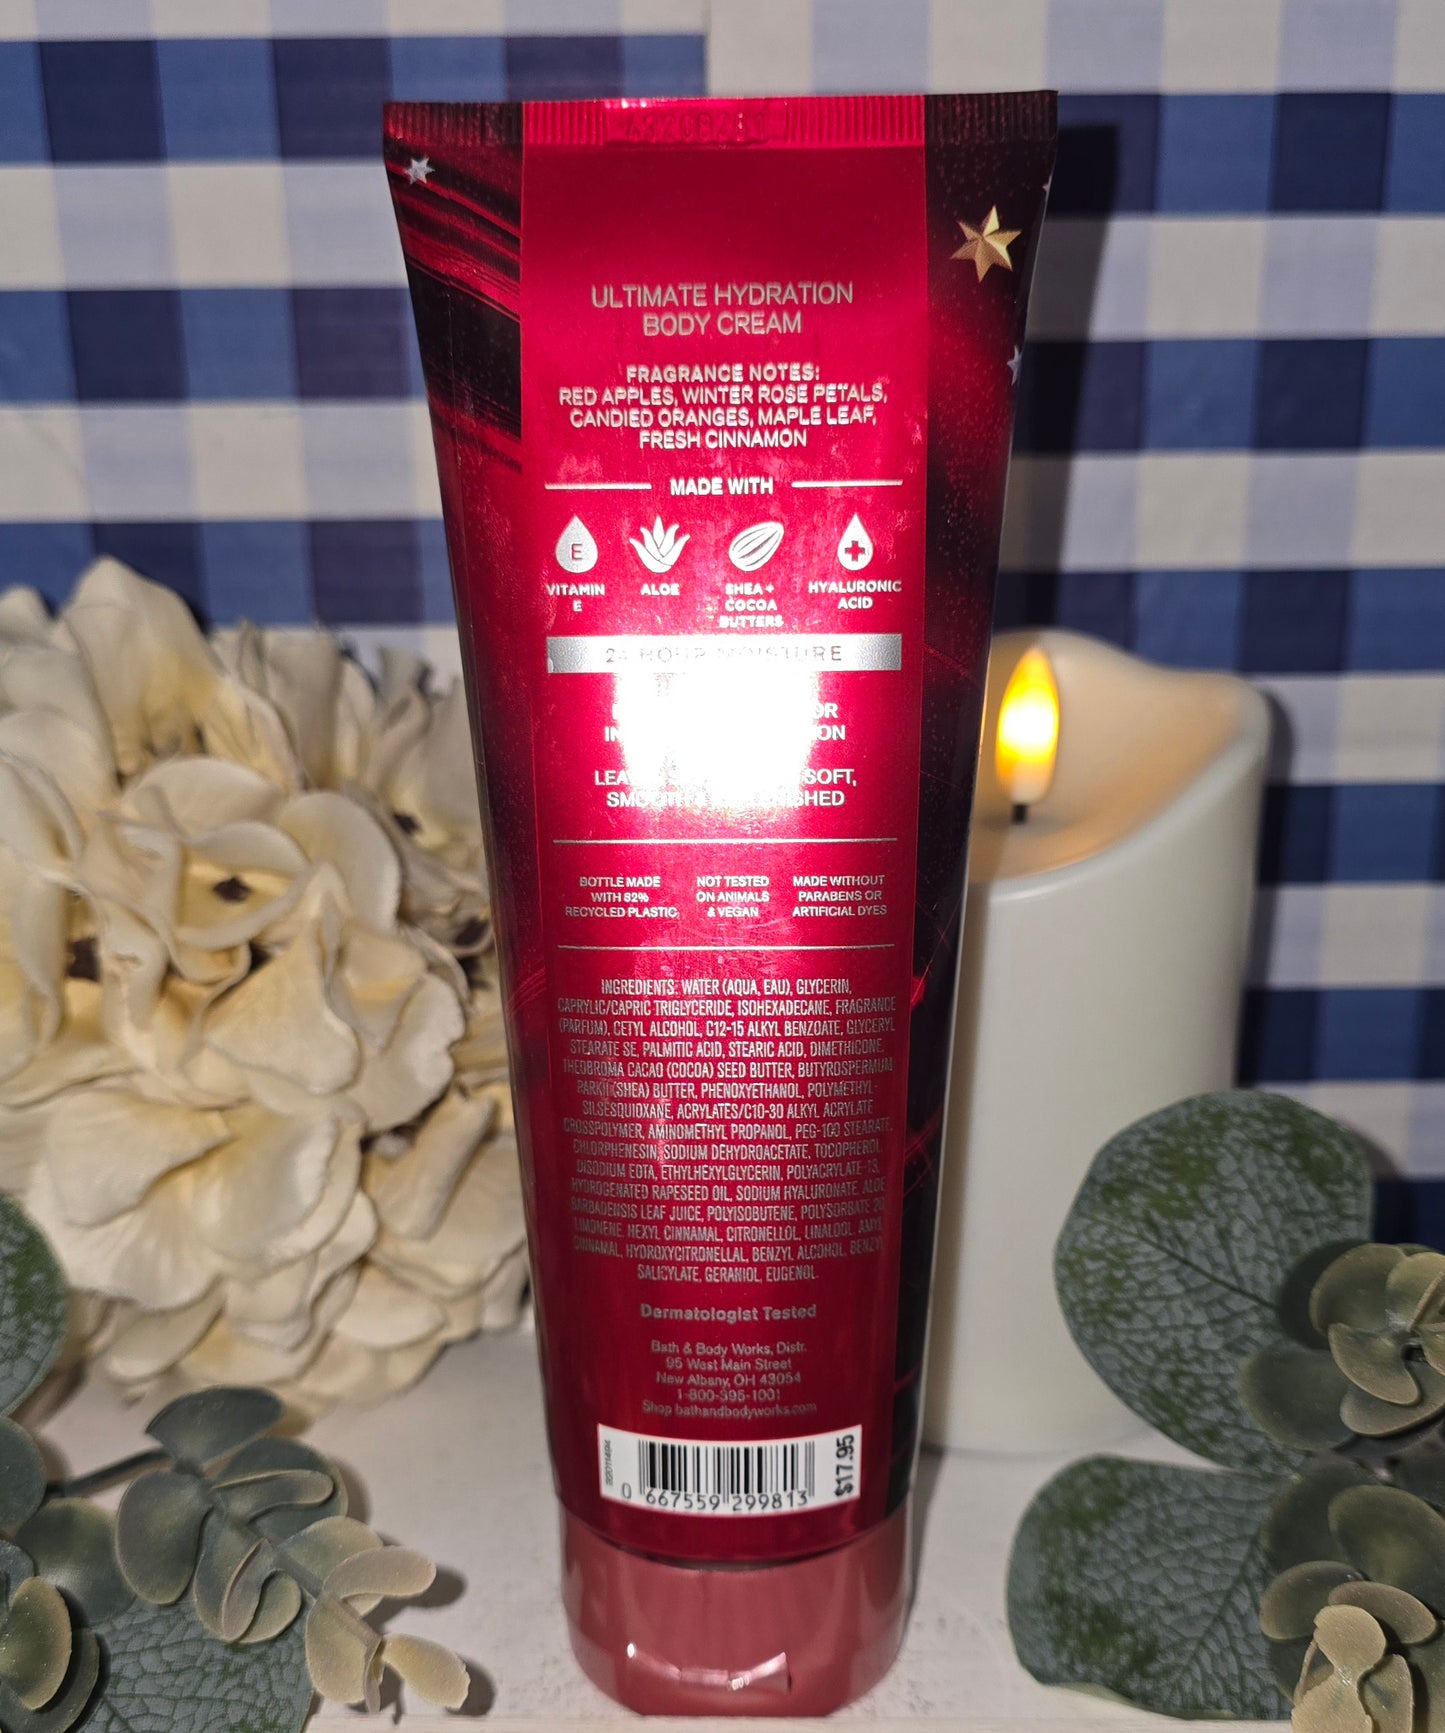 ULTIMATE HYDRATION
BODY CREAM
FRAGRANCE NOTES:
RED APPLES, WINTER ROSE PETALS,
CANDIED ORANGES, MAPLE LEAF,
FRESH CINNAMON
MADE WITH
E
VITAMIN
E
ALOE
SHEA +
COCOA
BUTTERS
HYALURONIC
ACID
24 HOUR MOISTURE
SOFT,
BOTTLE MADE
WITH 82%
RECYCLED PLASTIC
NOT TESTED
ON ANIMALS
& VEGAN
MADE WITHOUT
PARABENS OR
ARTIFICIAL DYES
INGREDIENTS: WATER (AQUA, EAU), GLYCERIN,
CAPRYLIC/CAPRIC TRIGLYCERIDE, ISOHEXADECANE, FRAGRANCE
(PARFUM), CETYL ALCOHOL, C12-15 ALKYL BENZOATE, GLYCERYL
STEARATE SE, PALMITIC ACID, STEARIC ACID, DIMETHICONE,
THEOBROMA CACAO (COCOA) SEED BUTTER, BUTYROSPERMUM
PARKII (SHEA) BUTTER, PHENOXYETHANOL, POLYMETHYL-
SILSESQUIOXANE, ACRYLATES/C10-30 ALKYL ACRYLATE
CROSSPOLYMER, AMINOMETHYL PROPANOL, PEG-100 STEARATE,
CHLORPHENESIN, SODIUM DEHYDROACETATE, TOCOPHEROL,
DISODIUM EDTA, ETHYLHEXYLGLYCERIN, POLYACRYLATE-13,
HYDROGENATED RAPESEED OIL, SODIUM HYALURONATE, ALOE
BARBADENSIS LEAF JUICE, POLYISOBUTENE, POLYSORBATE 20,
LIMONENE, HEXYL CINNAMAL, CITRONELLOL, LINALOOL, AMYL
CINNAMAL, HYDROXYCITRONELLAL, BENZYL ALCOHOL, BENZYL
SALICYLATE, GERANIOL, EUGENOL.
Dermatologist Tested
Bath & Body Works, Distr.
95 West Main Street
New Albany, OH 43054
1-800-395-1001
Shop bathandbodyworks.com
0 667559 299813
$17.95